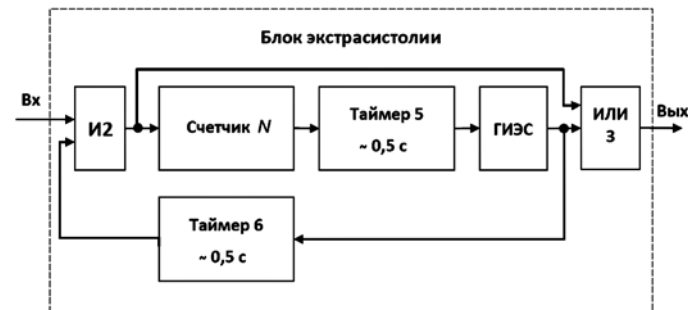 Блок экстрасистолии
Вх
И2
Счетчик N
Таймер 5
~ 0,5 с
ГИЭС
ИЛИ
3
Вых
Таймер 6
~ 0,5 с